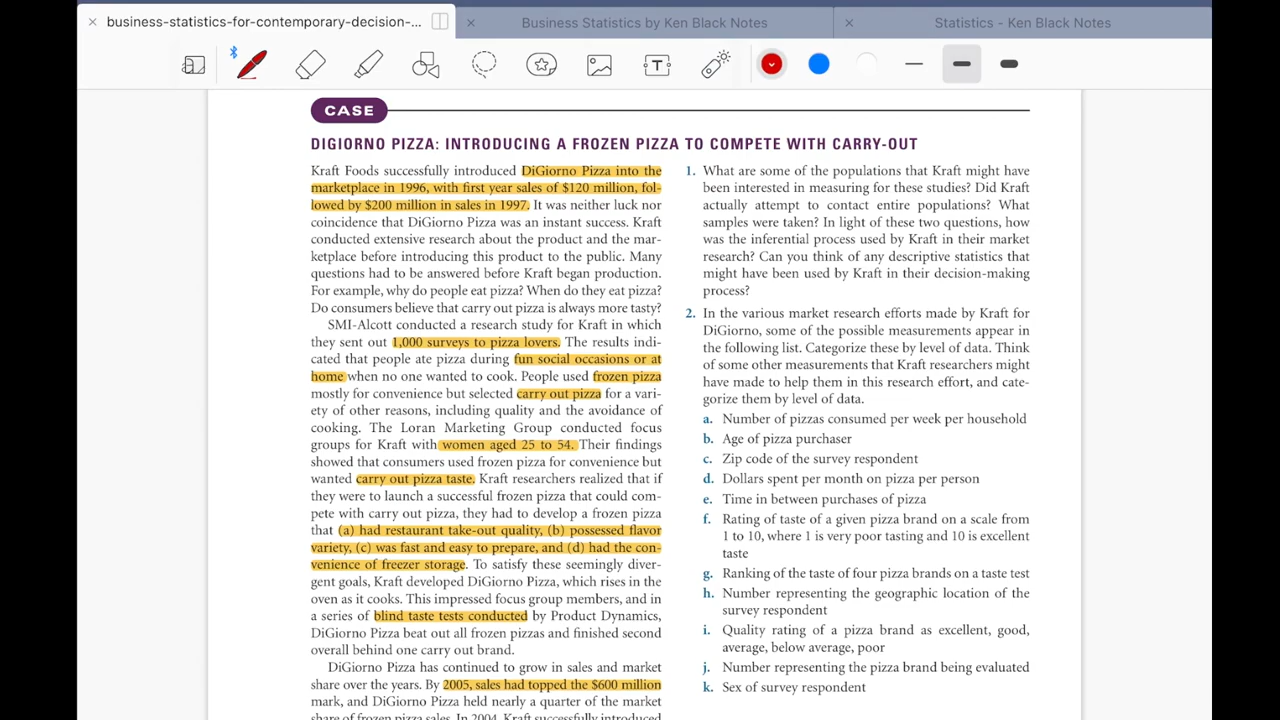 business-statistics-for-contemporary-decision-...
Business Statistics by Ken Black Notes
Statistics - Ken Black Notes
CASE
DIGIORNO PIZZA: INTRODUCING A FROZEN PIZZA TO COMPETE WITH CARRY-OUT
Kraft Foods successfully introduced DiGiorno Pizza into the
marketplace in 1996, with first year sales of $120 million, fol-
lowed by $200 million in sales in 1997. It was neither luck nor
coincidence that DiGiorno Pizza was an instant success. Kraft
conducted extensive research about the product and the mar-
ketplace before introducing this product to the public. Many
questions had to be answered before Kraft began production.
For example, why do people eat pizza? When do they eat pizza?
Do consumers believe that carry out pizza is always more tasty?
SMI-Alcott conducted a research study for Kraft in which
they sent out 1,000 surveys to pizza lovers. The results indi-
cated that people ate pizza during fun social occasions or at
home when no one wanted to cook. People used frozen pizza
mostly for convenience but selected carry out pizza for a vari-
ety of other reasons, including quality and the avoidance of
cooking. The Loran Marketing Group conducted focus
groups for Kraft with women aged 25 to 54. Their findings
showed that consumers used frozen pizza for convenience but
wanted carry out pizza taste. Kraft researchers realized that if
they were to launch a successful frozen pizza that could com-
pete with carry out pizza, they had to develop a frozen pizza
that (a) had restaurant take-out quality, (b) possessed flavor
variety, (c) was fast and easy to prepare, and (d) had the con-
venience of freezer storage. To satisfy these seemingly diver-
gent goals, Kraft developed DiGiorno Pizza, which rises in the
oven as it cooks. This impressed focus group members, and in
a series of blind taste tests conducted by Product Dynamics,
DiGiorno Pizza beat out all frozen pizzas and finished second
overall behind one carry out brand.
DiGiorno Pizza has continued to grow in sales and market
share over the years. By 2005, sales had topped the $600 million
mark, and DiGiorno Pizza held nearly a quarter of the market
share of frozen pizza sales. In 2004, Kraft successfully introduced
1. What are some of the populations that Kraft might have
been interested in measuring for these studies? Did Kraft
actually attempt to contact entire populations? What
samples were taken? In light of these two questions, how
was the inferential process used by Kraft in their market
research? Can you think of any descriptive statistics that
might have been used by Kraft in their decision-making
process?
2. In the various market research efforts made by Kraft for
DiGiorno, some of the possible measurements appear in
the following list. Categorize these by level of data. Think
of some other measurements that Kraft researchers might
have made to help them in this research effort, and cate-
gorize them by level of data.
a. Number of pizzas consumed per week per household
b. Age of pizza purchaser
c. Zip code of the survey respondent
d. Dollars spent per month on pizza per person
e. Time in between purchases of pizza
f. Rating of taste of a given pizza brand on a scale from
1 to 10, where 1 is very poor tasting and 10 is excellent
taste
g. Ranking of the taste of four pizza brands on a taste test
h. Number representing the geographic location of the
survey respondent
i. Quality rating of a pizza brand as excellent, good,
average, below average, poor
j. Number representing the pizza brand being evaluated
k. Sex of survey respondent